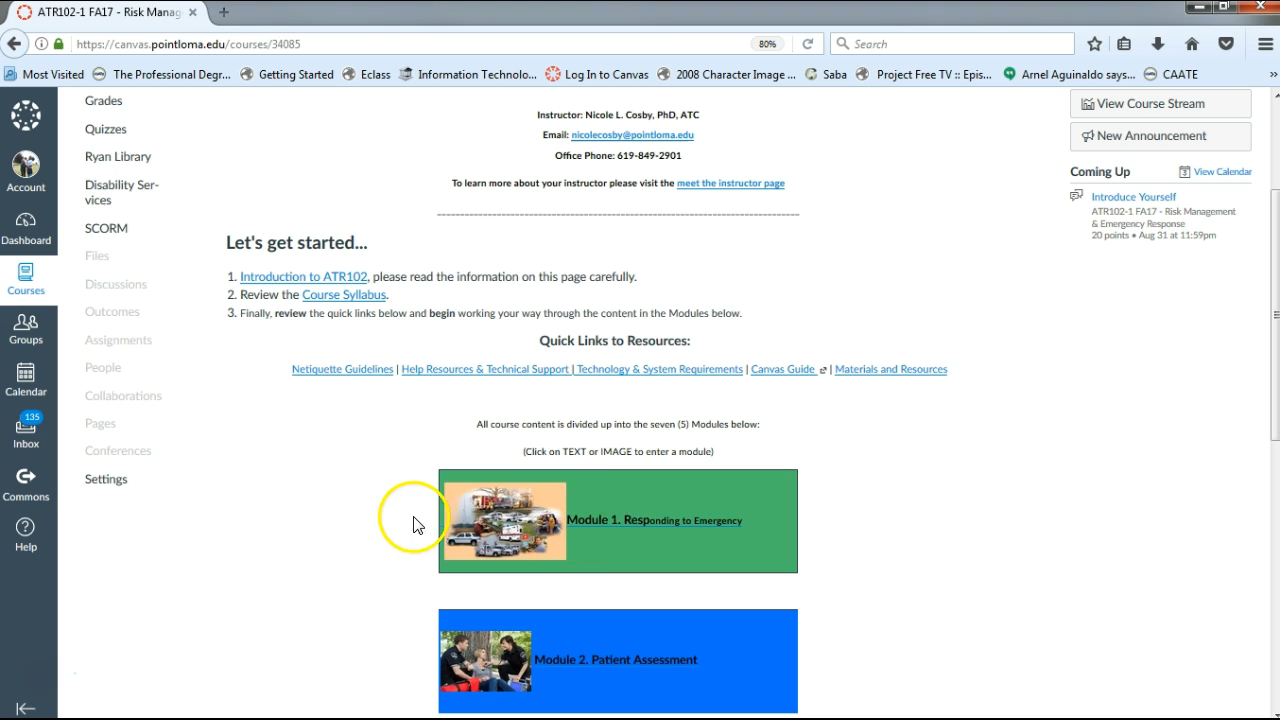 ATR102-1 FA17 - Risk Manag
https://canvas.pointloma.edu/courses/34085
80%
Search
Most Visited
The Professional Degr...
Getting Started
Eclass
Information Technolo...
Log In to Canvas
2008 Character Image ...
Saba
Project Free TV :: Epis...
Arnel Aguinaldo says...
CAATE
Account
Dashboard
Courses
Groups
Calendar
135
Inbox
Commons
Help
Grades
Quizzes
Ryan Library
Disability Ser-
vices
SCORM
Files
Discussions
Outcomes
Assignments
People
Collaborations
Pages
Conferences
Settings
Instructor: Nicole L. Cosby, PhD, ATC
Email: nicolecosby@pointloma.edu
Office Phone: 619-849-2901
To learn more about your instructor please visit the meet the instructor page
Let's get started...
1. Introduction to ATR102, please read the information on this page carefully.
2. Review the Course Syllabus.
3. Finally, review the quick links below and begin working your way through the content in the Modules below.
Quick Links to Resources:
Netiquette Guidelines | Help Resources & Technical Support | Technology & System Requirements | Canvas Guide | Materials and Resources
All course content is divided up into the seven (5) Modules below:
(Click on TEXT or IMAGE to enter a module)
Module 1. Responding to Emergency
Module 2. Patient Assessment
View Course Stream
New Announcement
Coming Up
3 View Calendar
Introduce Yourself
ATR102-1 FA17 - Risk Management
& Emergency Response
20 points • Aug 31 at 11:59pm